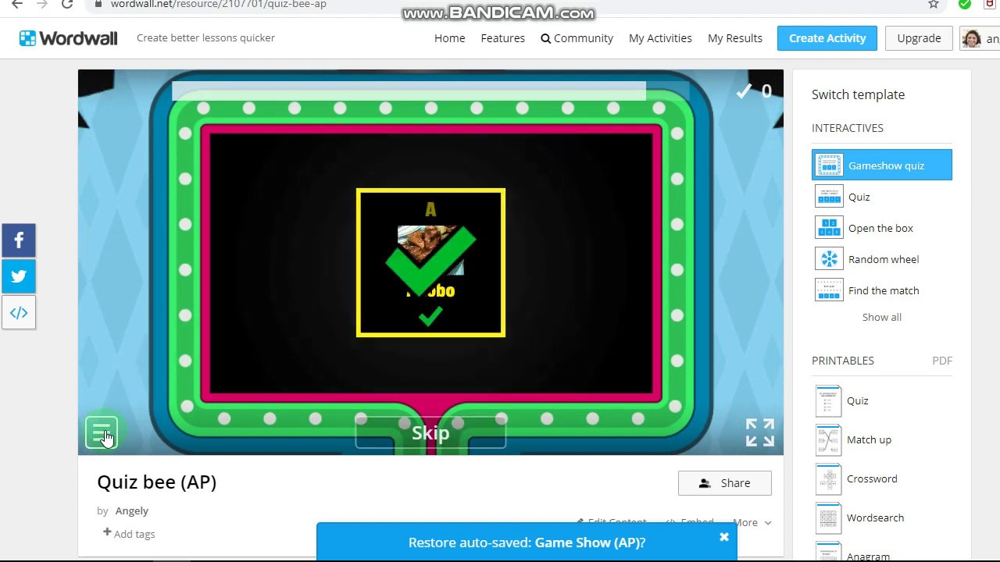 wordwall.net/resource/2107701/quiz-bee-ap
www.BANDICAM.com
Wordwall
Create better lessons quicker
Home
Features
Community
My Activities
My Results
Create Activity
Upgrade
0
A
Skip
Quiz bee (AP)
by Angely
Add tags
Share
Edit Content
Embed
More
Restore auto-saved: Game Show (AP)?
Switch template
INTERACTIVES
Gameshow quiz
Quiz
Open the box
Random wheel
Find the match
Show all
PRINTABLES
PDF
Quiz
Match up
Crossword
Wordsearch
Anagram